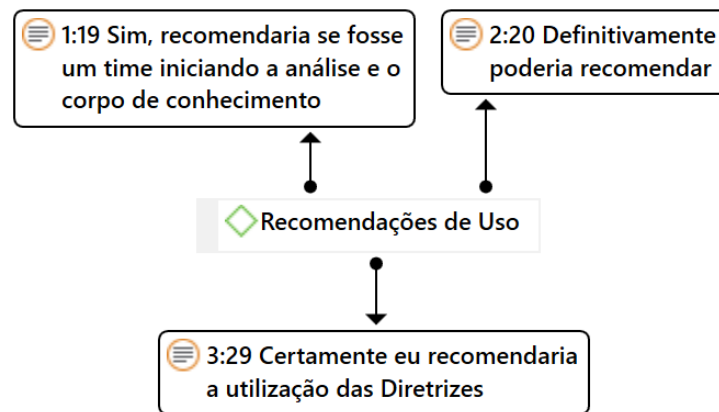 1:19 Sim, recomendaria se fosse
um time iniciando a análise e o
corpo de conhecimento
2:20 Definitivamente
poderia recomendar
Recomendações de Uso
3:29 Certamente eu recomendaria
a utilização das Diretrizes